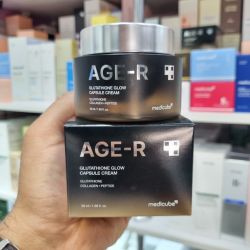 AGE-R
GLUTATHIONE GLOW
CAPSULE CREAM
GLUTATHIONE
COLLAGEN + PEPTIDE
medicube
AGE-R
GLUTATHIONE GLOW
CAPSULE CREAM
GLUTATHIONE
COLLAGEN + PEPTIDE
medicube